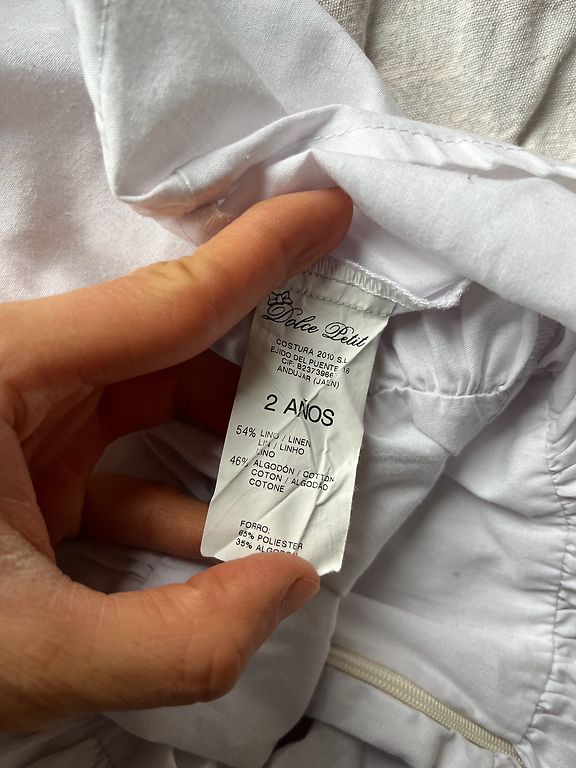 Dolce Petit
COSTURA 2010 S.L
EJIDO DEL PUENTE 16
CIF: B2373966
ANDUJAR (JAEN)
2 AÑOS
54% LINO / LINEN
LIN / LINHO
LINO
46% ALGODÓN / COTTON
COTON / ALGODAO
COTONE
FORRO:
65% POLIESTER
35%